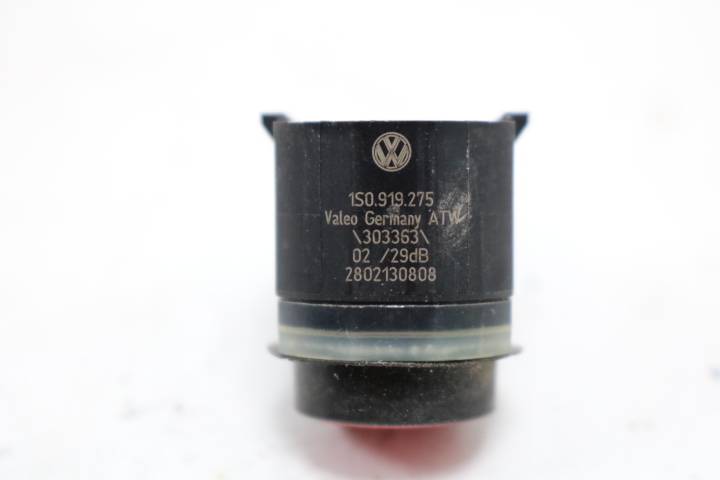 1S0.919.275
Valeo Germany ATW
\303363\
02 /29dB
2802130808